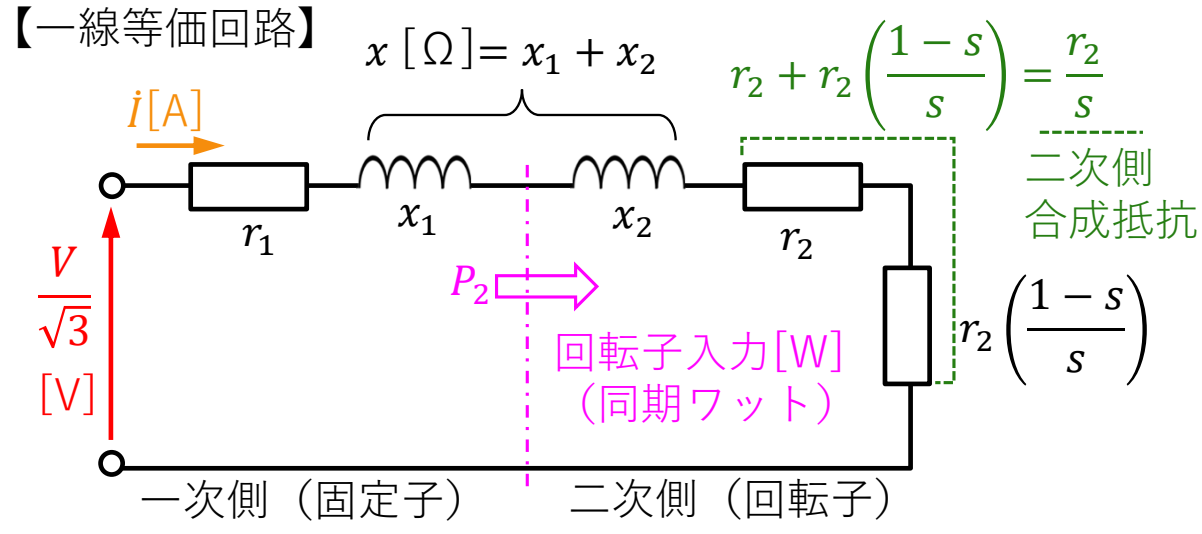 【一線等価回路】
x [Ω]= x₁ + x₂
r₂ + r₂((1 − s)/s) = r₂/s
İ[A]
二次側
合成抵抗
r₁
x₁
x₂
r₂
V/√3
[V]
P₂
r₂((1 − s)/s)
回転子入力[W]
（同期ワット）
一次側（固定子）
二次側（回転子）